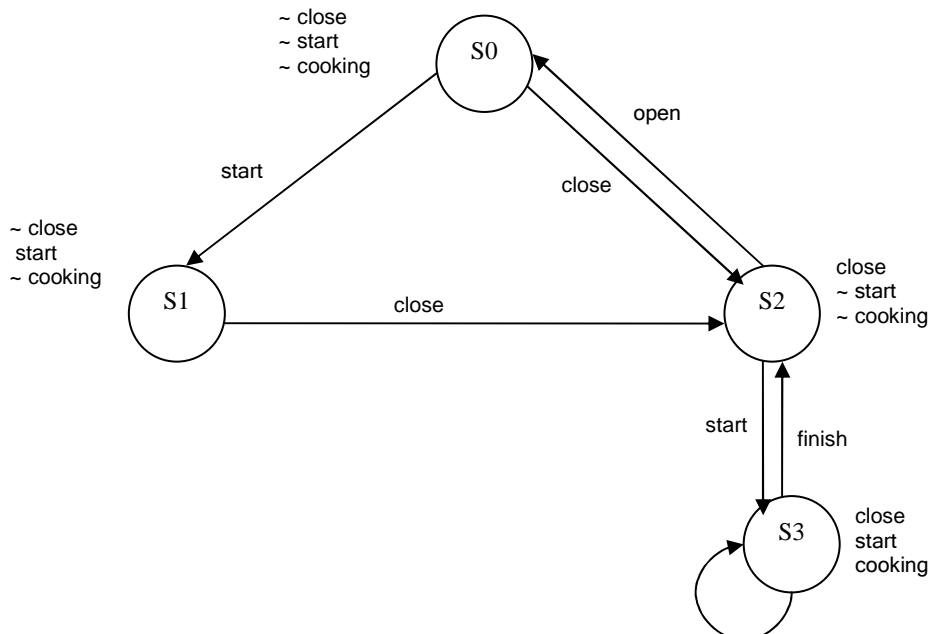 ~ close
~ start
~ cooking
S0
open
close
start
~ close
start
~ cooking
S1
close
S2
close
~ start
~ cooking
start
finish
S3
close
start
cooking